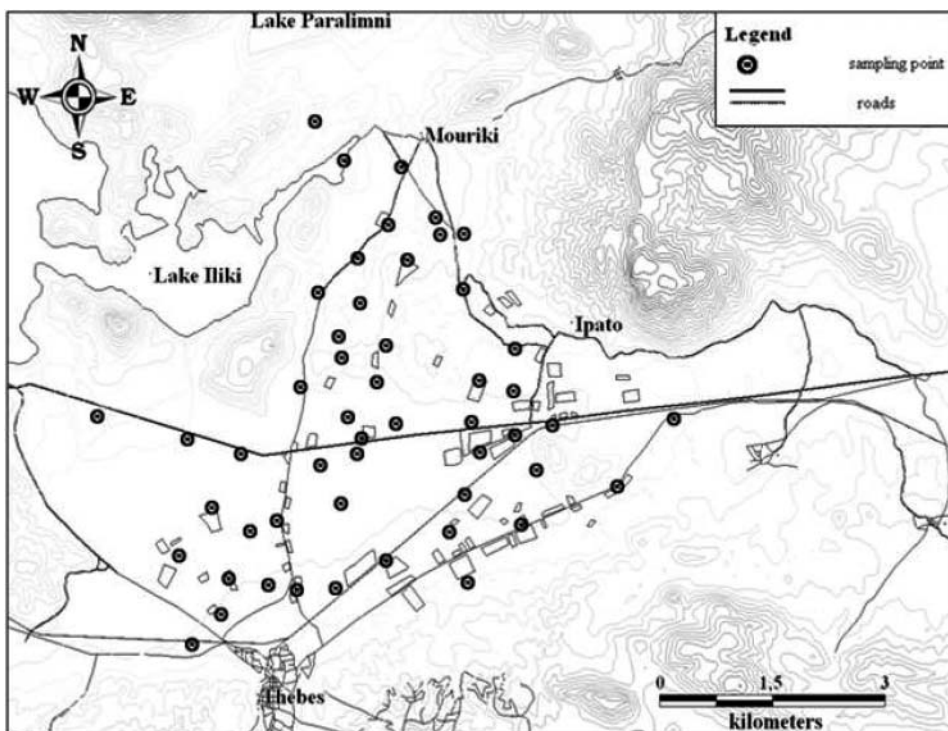 Lake Paralimni
Legend
sampling point
roads
N
W E
S
Mouriki
Lake Iliki
Ipato
Thebes
0 1,5 3
kilometers